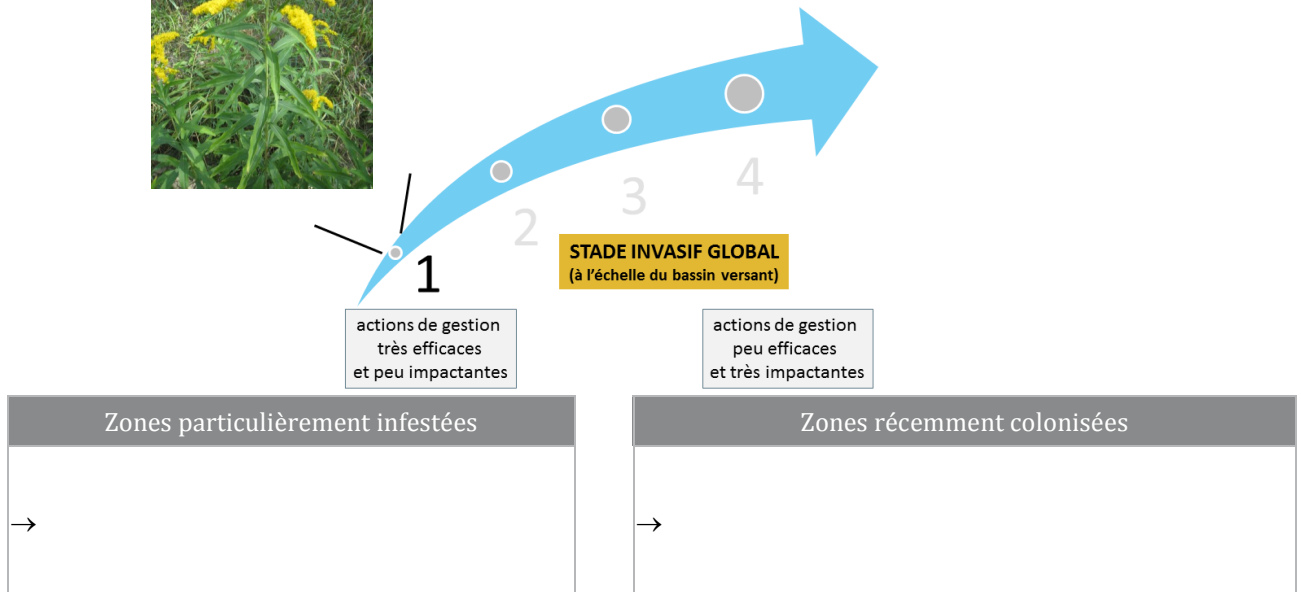 4
3
2
1
STADE INVASIF GLOBAL
(à l'échelle du bassin versant)
actions de gestion
très efficaces
et peu impactantes
actions de gestion
peu efficaces
et très impactantes
Zones particulièrement infestées
Zones récemment colonisées
→
→